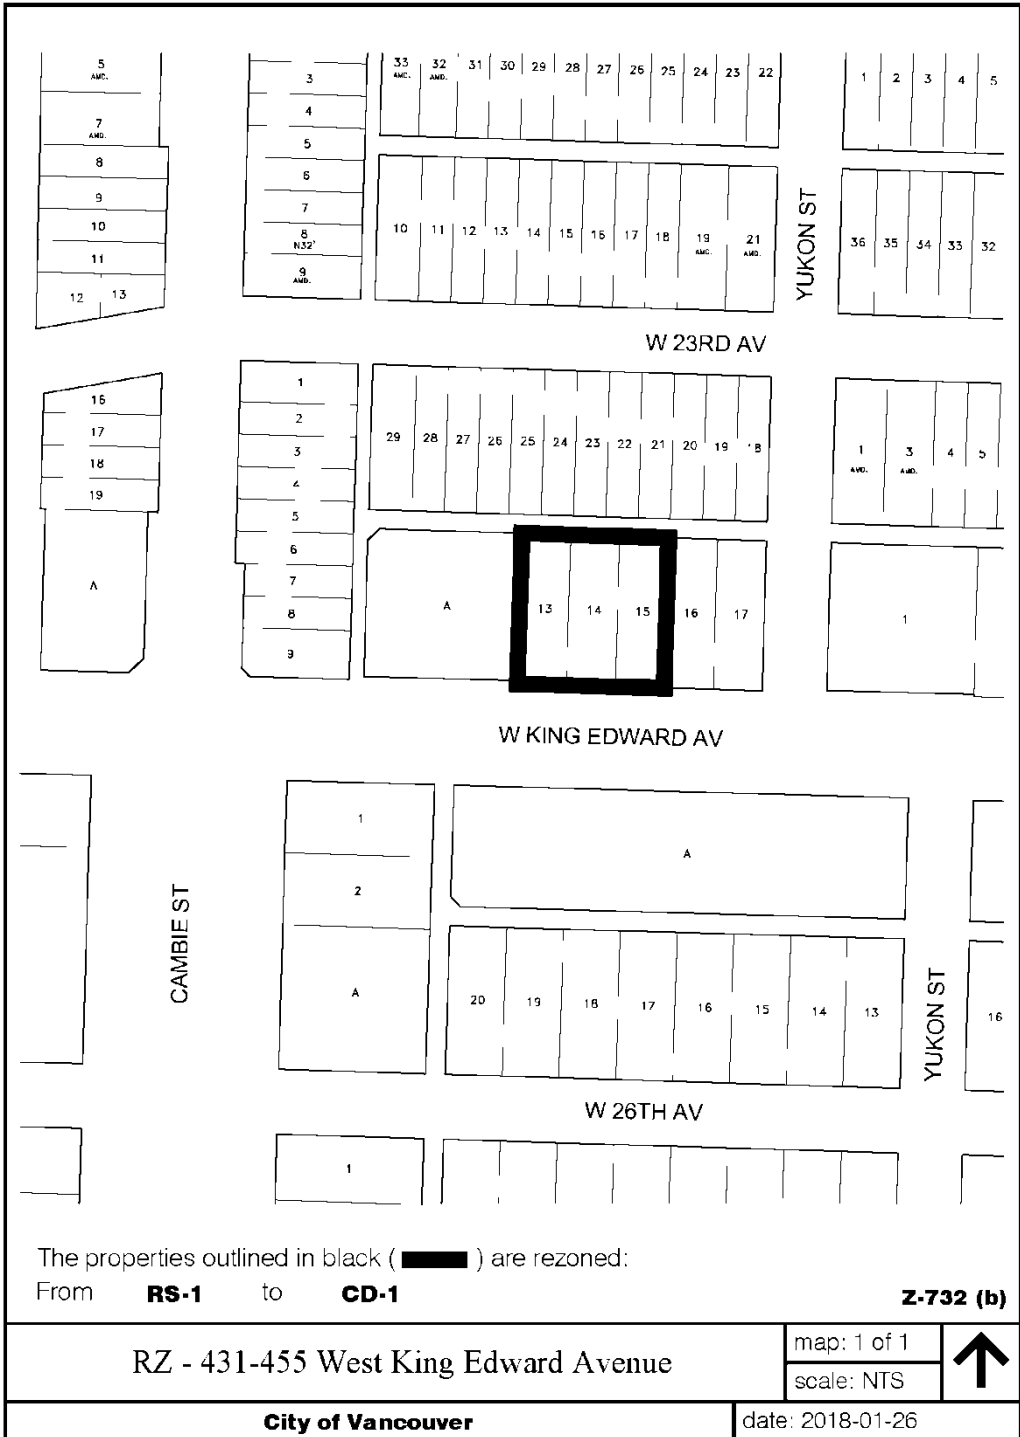 5
AMD.
7
AMD.
8
9
10
11
12 13
3
4
5
6
7
8
N32'
9
AMD.
33 32 31 30 29 28 27 26 25 24 23 22
AMD. AMD.
1 2 3 4 5
10 11 12 13 14 15 16 17 18 19 21
AMD. AMD.
YUKON ST
36 35 34 33 32
W 23RD AV
16
17
18
19
A
1
2
3
4
5
6
7
8
9
29 28 27 26 25 24 23 22 21 20 19 18
1 3 4 5
AMD. AMD.
A 13 14 15 16 17
1
W KING EDWARD AV
CAMBIE ST
1
2
A
A
20 19 18 17 16 15 14 13
YUKON ST
16
W 26TH AV
1
The properties outlined in black ( ) are rezoned:
From RS-1 to CD-1
Z-732 (b)
RZ - 431-455 West King Edward Avenue
map: 1 of 1
scale: NTS
City of Vancouver
date: 2018-01-26